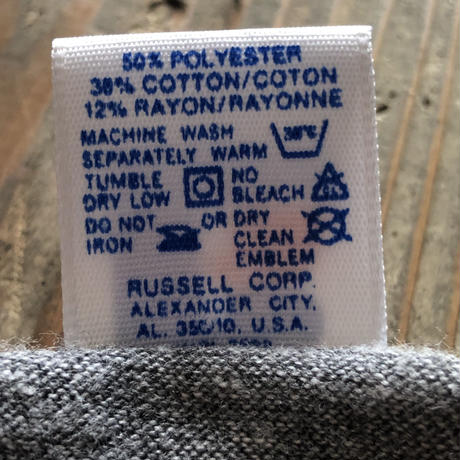 50% POLYESTER
38% COTTON/COTON
12% RAYON/RAYONNE
MACHINE WASH
SEPARATELY WARM
TUMBLE DRY LOW
NO BLEACH
DO NOT IRON
OR DRY CLEAN EMBLEM
RUSSELL CORP.
ALEXANDER CITY,
AL. 35010, U.S.A.